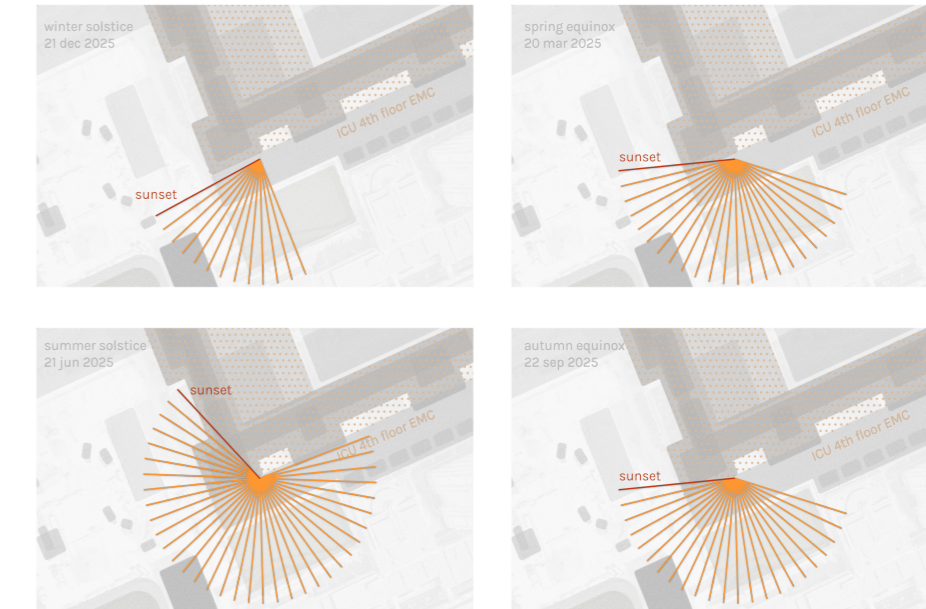 winter solstice
21 dec 2025
ICU 4th floor EMC
sunset
spring equinox
20 mar 2025
ICU 4th floor EMC
sunset
summer solstice
21 jun 2025
sunset
ICU 4th floor EMC
autumn equinox
22 sep 2025
ICU 4th floor EMC
sunset